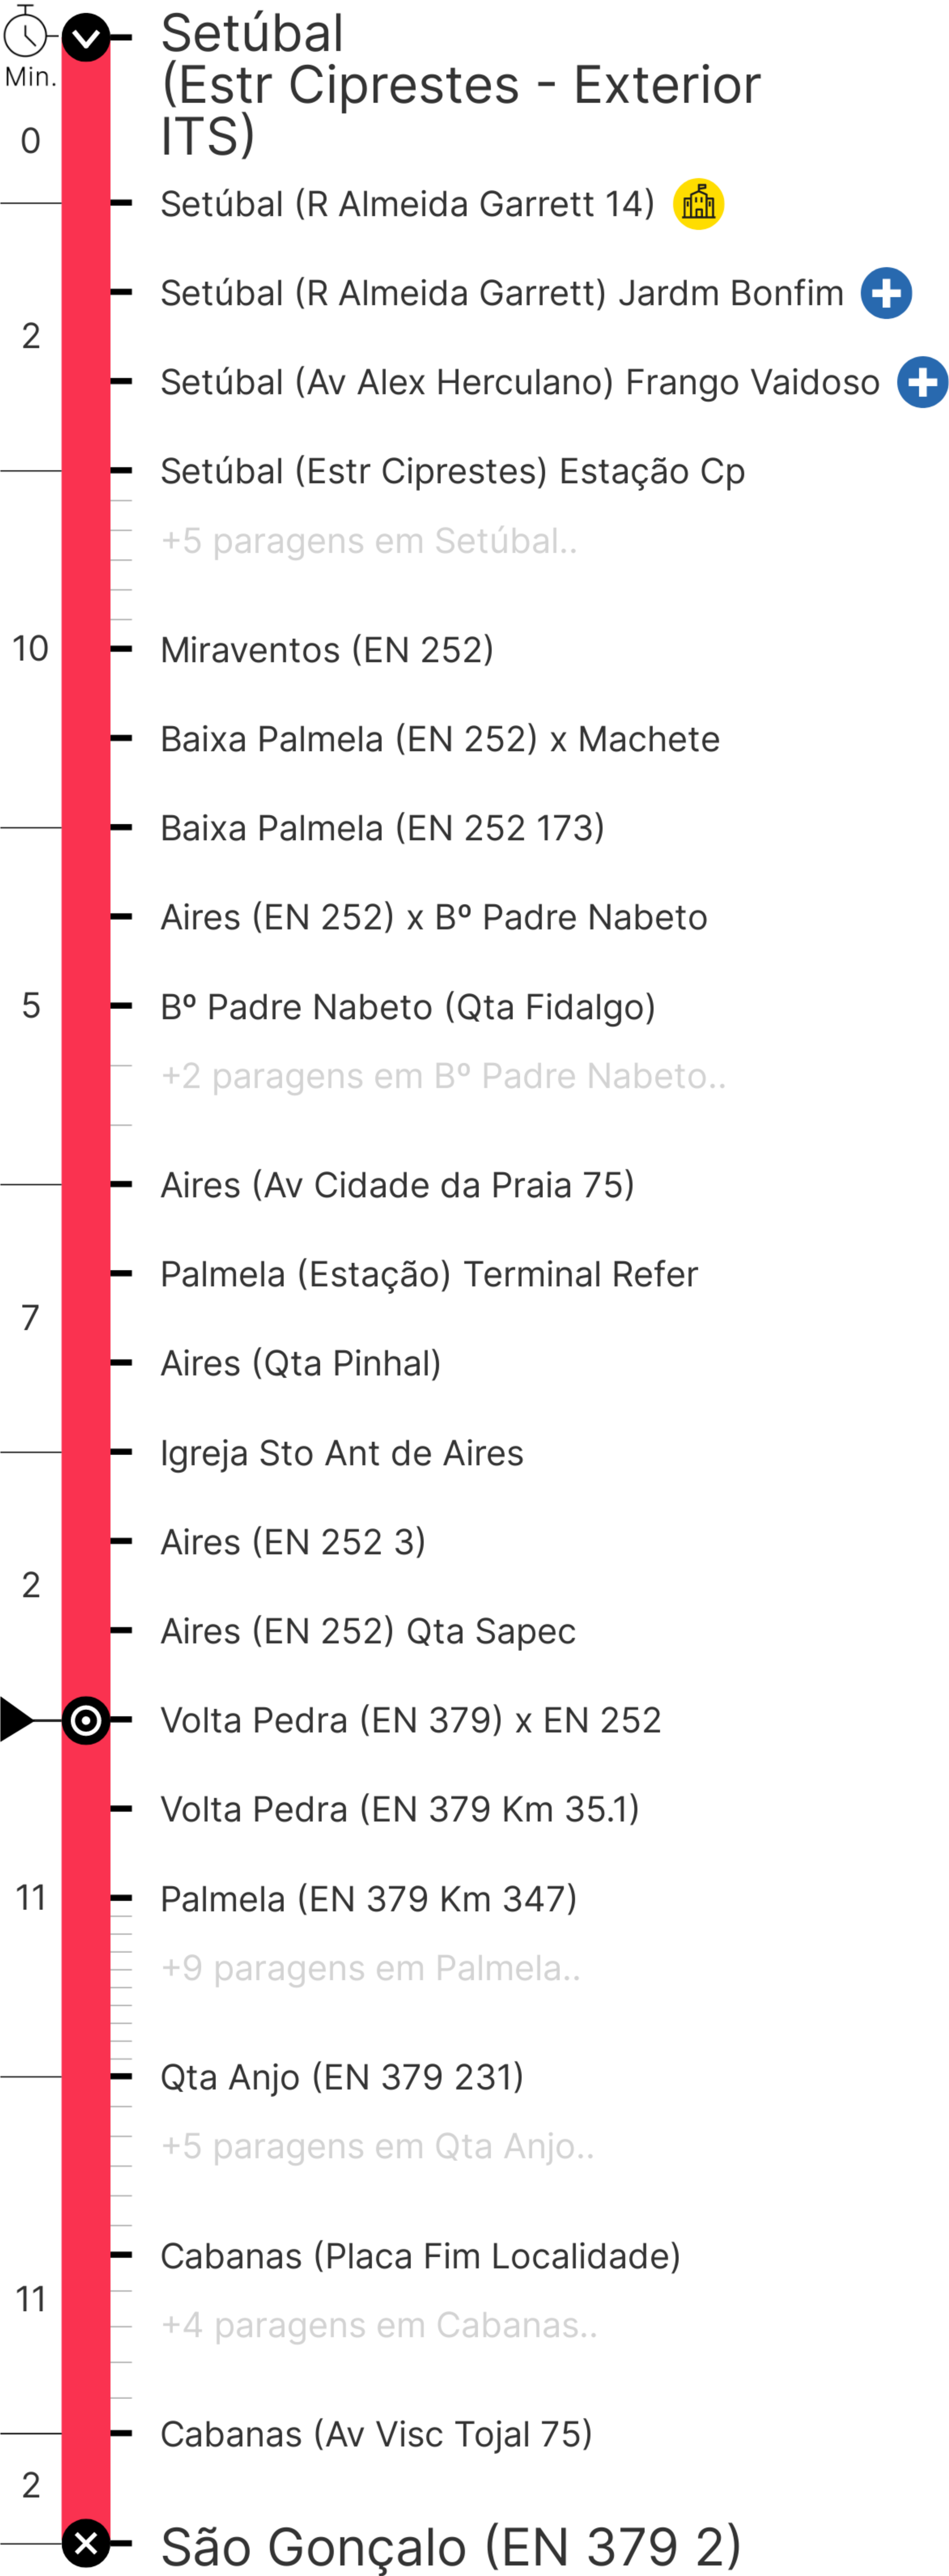 Setúbal
(Estr Ciprestes - Exterior
ITS)
Min.
0
Setúbal (R Almeida Garrett 14)
Setúbal (R Almeida Garrett) Jardm Bonfim
2
Setúbal (Av Alex Herculano) Frango Vaidoso
Setúbal (Estr Ciprestes) Estação Cp
+5 paragens em Setúbal..
10
Miraventos (EN 252)
Baixa Palmela (EN 252) x Machete
Baixa Palmela (EN 252 173)
Aires (EN 252) x Bº Padre Nabeto
5
Bº Padre Nabeto (Qta Fidalgo)
+2 paragens em Bº Padre Nabeto..
Aires (Av Cidade da Praia 75)
Palmela (Estação) Terminal Refer
7
Aires (Qta Pinhal)
Igreja Sto Ant de Aires
Aires (EN 252 3)
2
Aires (EN 252) Qta Sapec
Volta Pedra (EN 379) x EN 252
Volta Pedra (EN 379 Km 35.1)
11
Palmela (EN 379 Km 347)
+9 paragens em Palmela..
Qta Anjo (EN 379 231)
+5 paragens em Qta Anjo..
Cabanas (Placa Fim Localidade)
11
+4 paragens em Cabanas..
Cabanas (Av Visc Tojal 75)
2
São Gonçalo (EN 379 2)